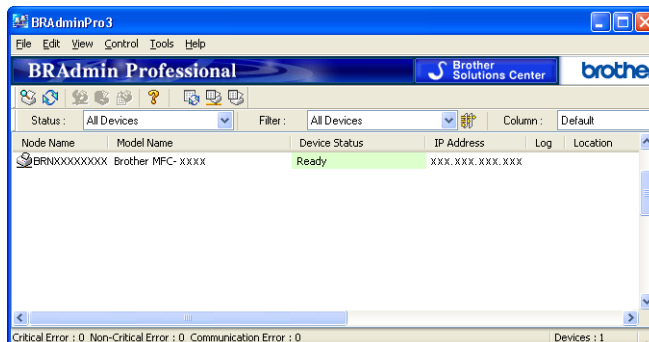 BRAdminPro3
File Edit View Control Tools Help
BRAdmin Professional
Brother
Solutions Center
brothe
Status : All Devices Filter : All Devices Column : Default
Node Name Model Name Device Status IP Address Log Location
BRNXXXXXXXX Brother MFC- xxxx Ready xxx.xxx.xxx.xxx
Critical Error : 0 Non-Critical Error : 0 Communication Error : 0 Devices : 1